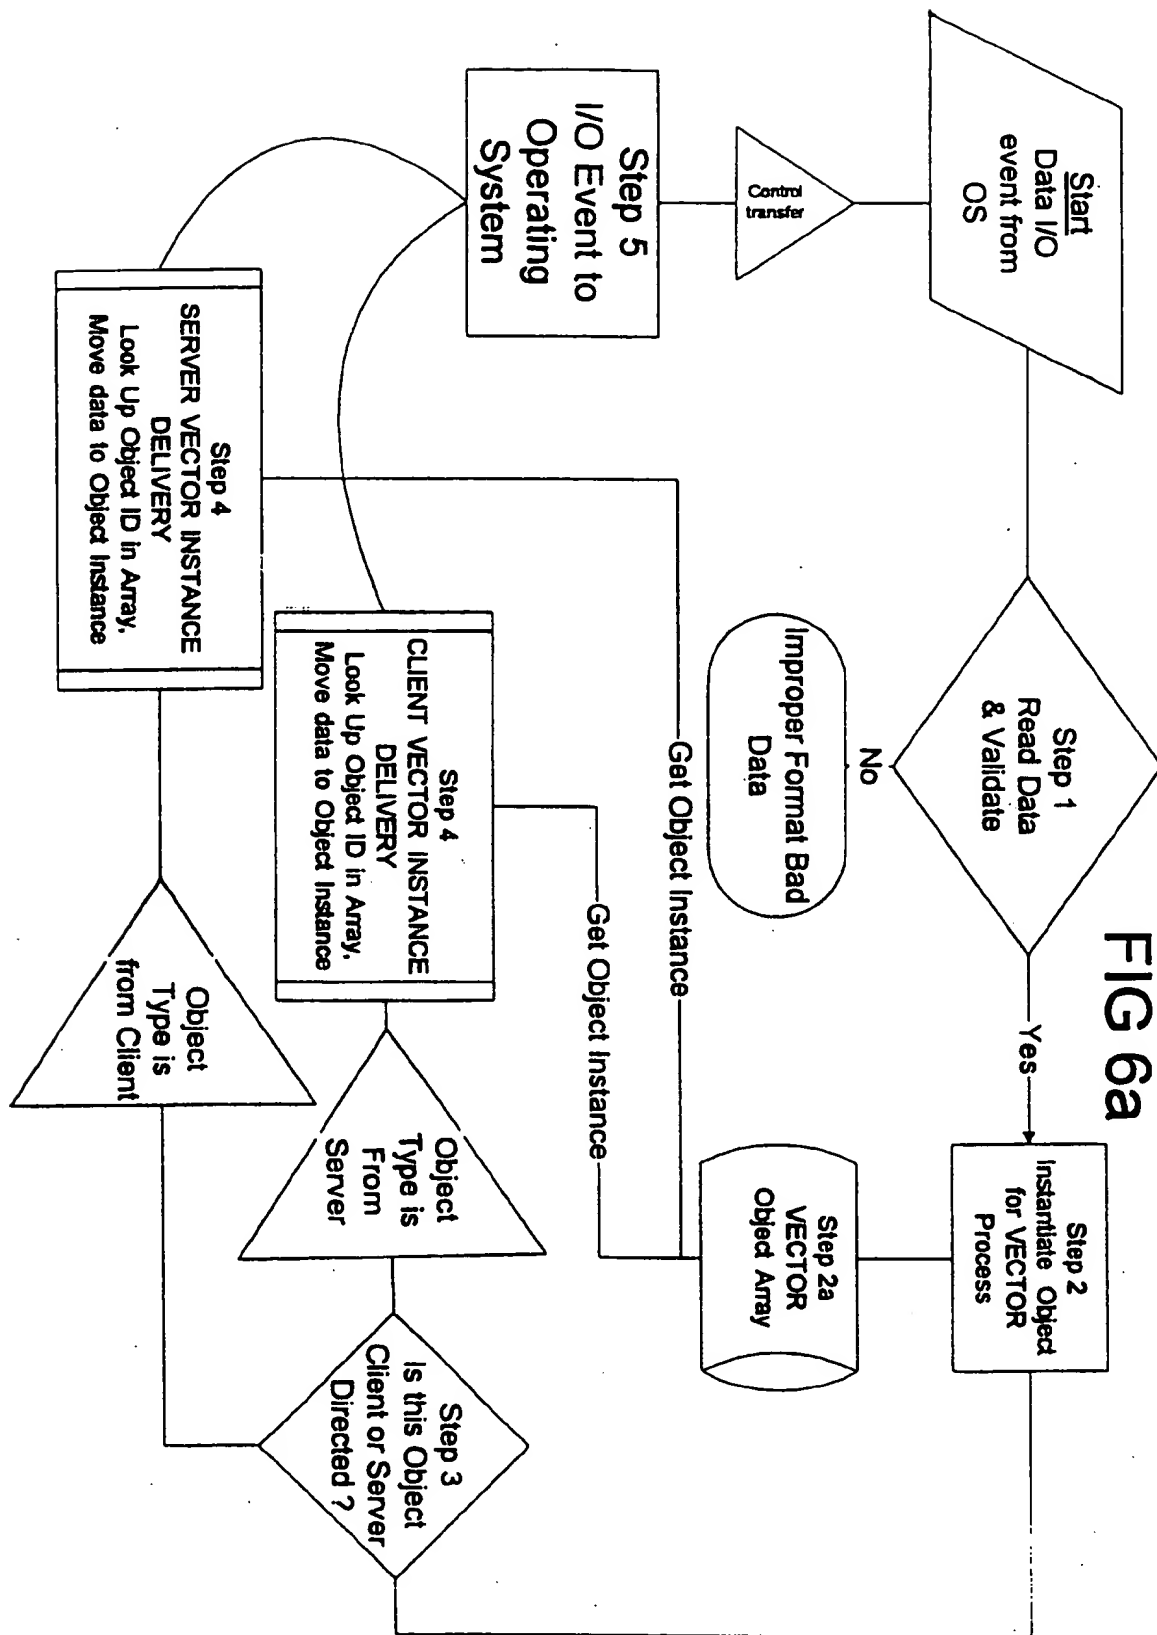 FIG 6a
Start
Data I/O
event from
OS
Step 1
Read Data
& Validate
Yes
Step 2
Instantiate Object
for VECTOR
Process
Control
transfer
No
Improper Format Bad
Data
Step 2a
VECTOR
Object Array
Get Object Instance
Get Object Instance
Step 5
I/O Event to
Operating
System
Step 4
CLIENT VECTOR INSTANCE
DELIVERY
Look Up Object ID in Array,
Move data to Object Instance
Object
Type is
From
Server
Step 3
Is this Object
Client or Server
Directed ?
Step 4
SERVER VECTOR INSTANCE
DELIVERY
Look Up Object ID in Array,
Move data to Object Instance
Object
Type is
from Client